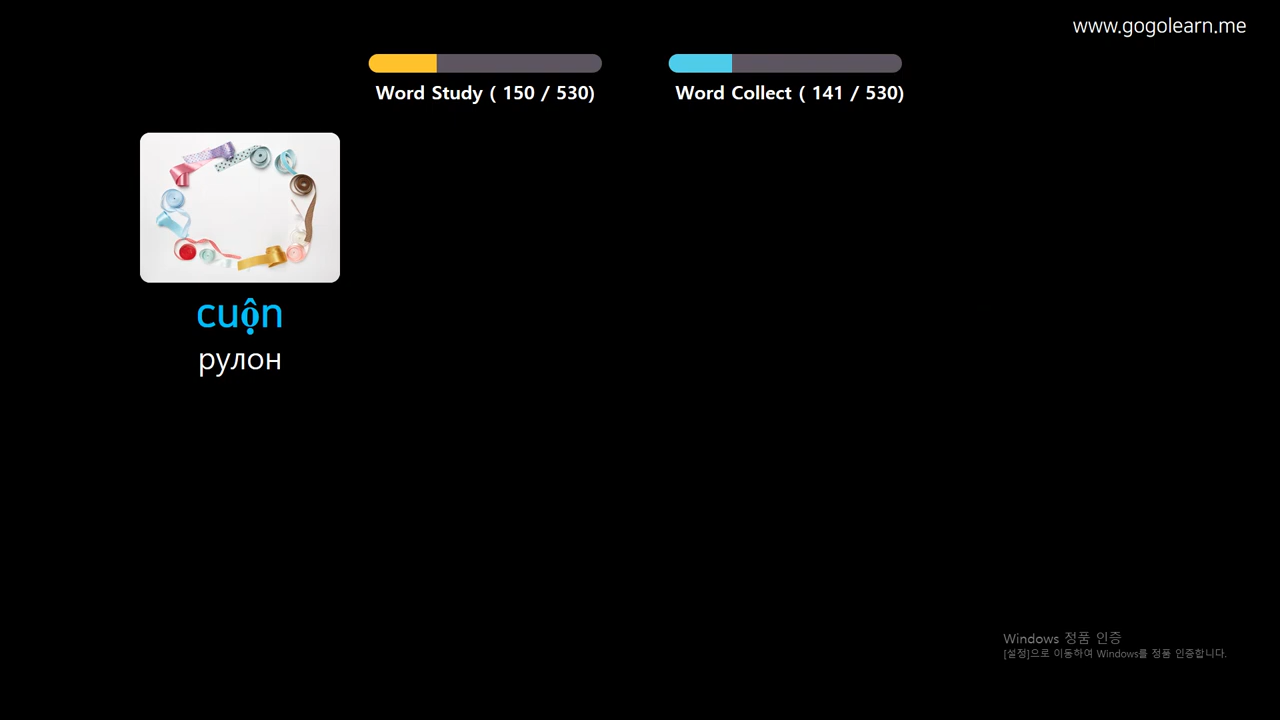 www.gogolearn.me
Word Study ( 150 / 530)
Word Collect ( 141 / 530)
cuộn
рулон
Windows 정품 인증
[설정]으로 이동하여 Windows를 정품 인증합니다.